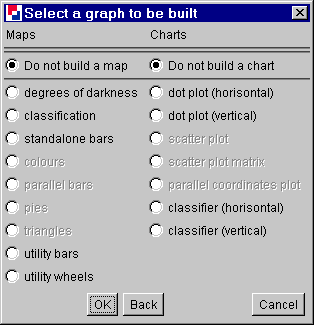 Select a graph to be built
Maps Charts
Do not build a map Do not build a chart
degrees of darkness dot plot (horisontal)
classification dot plot (vertical)
standalone bars scatter plot
colours scatter plot matrix
parallel bars parallel coordinates plot
pies classifier (horisontal)
triangles classifier (vertical)
utility bars
utility wheels
OK Back Cancel